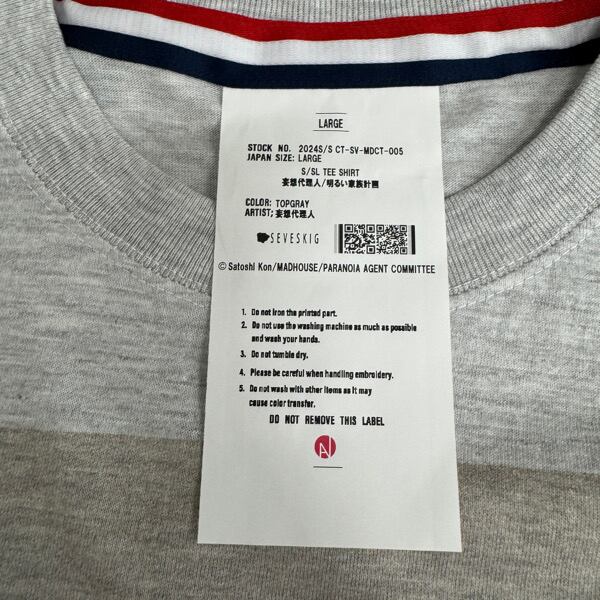 LARGE
STOCK NO. 2024S/S CT-SV-MDCT-005
JAPAN SIZE: LARGE
S/SL TEE SHIRT
妄想代理人/明るい家族計画
COLOR: TOPGRAY
ARTIST; 妄想代理人
SEVESKIG
© Satoshi Kon/MADHOUSE/PARANOIA AGENT COMMITTEE
1. Do not iron the printed part.
2. Do not use the washing machine as much as possible
and wash your hands.
3. Do not tumble dry.
4. Please be careful when handling embroidery.
5. Do not wash with other items as it may
cause color transfer.
DO NOT REMOVE THIS LABEL